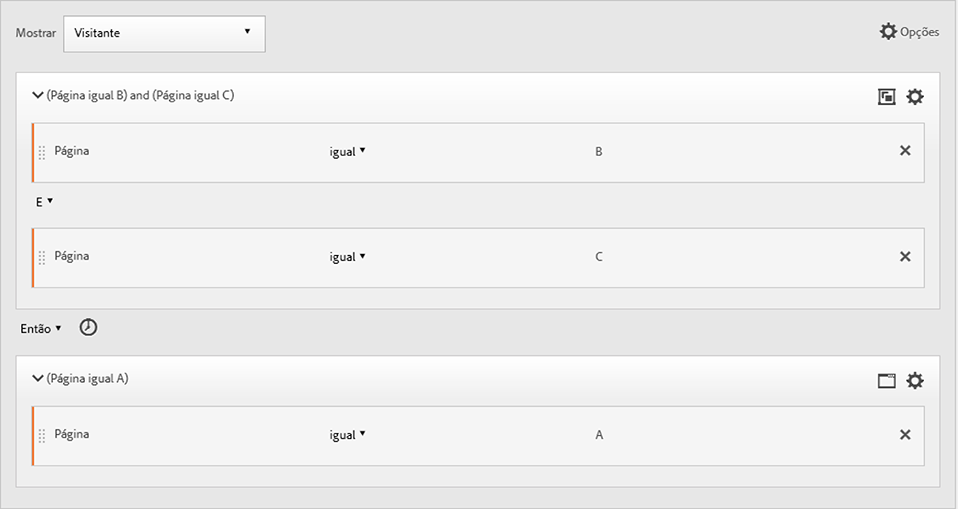 Mostrar Visitante Opções
(Página igual B) and (Página igual C)
Página igual B
E
Página igual C
Então
(Página igual A)
Página igual A